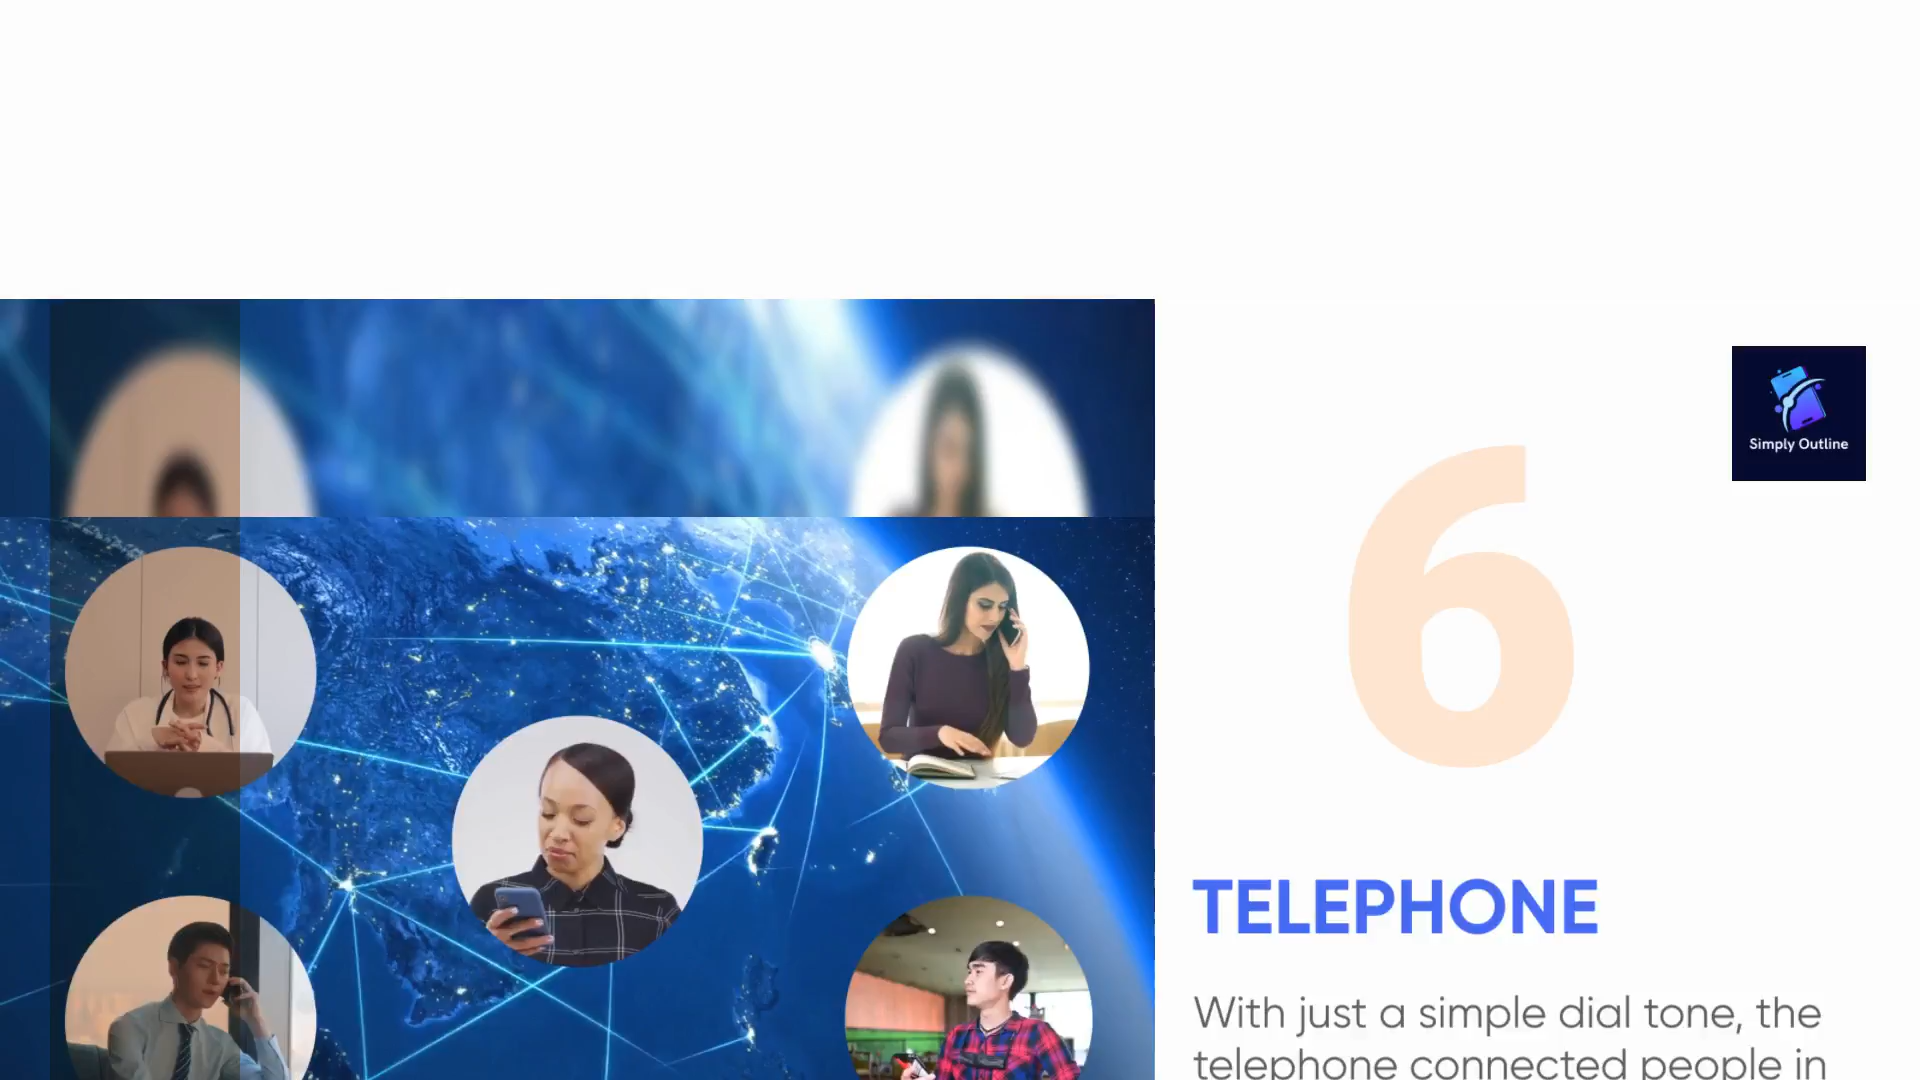 Simply Outline
6
TELEPHONE
With just a simple dial tone, the
telephone connected people in